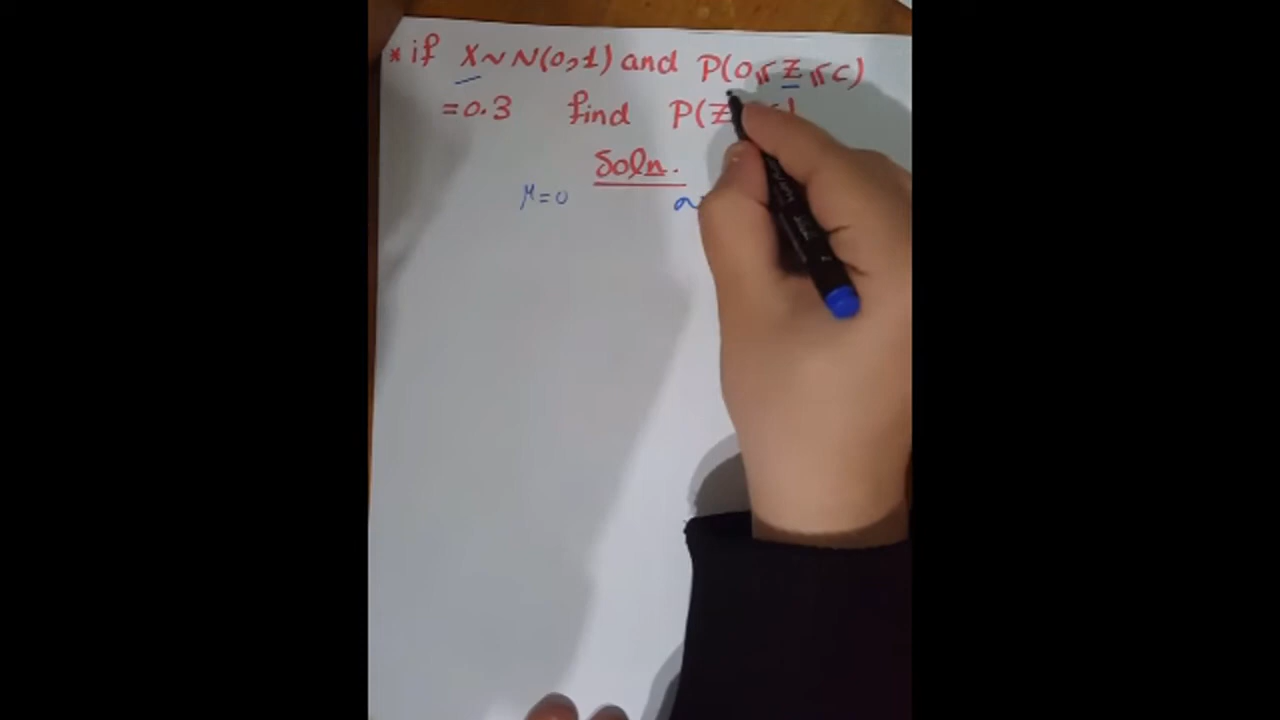 * if X~N(0,1) and P(0≤Z≤C)
=0.3 find P(Z
Soln.
μ=0